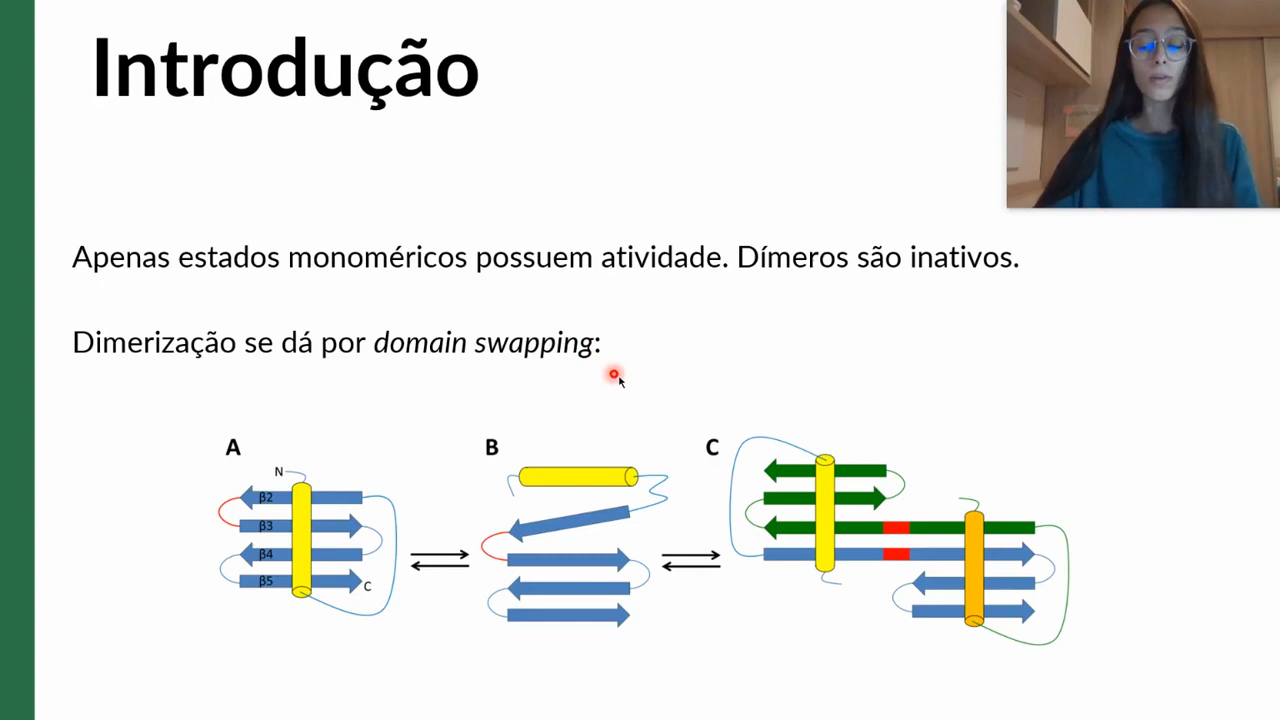 Introdução
Apenas estados monoméricos possuem atividade. Dímeros são inativos.
Dimerização se dá por domain swapping:
A
B
C
N
β2
β3
β4
β5
C